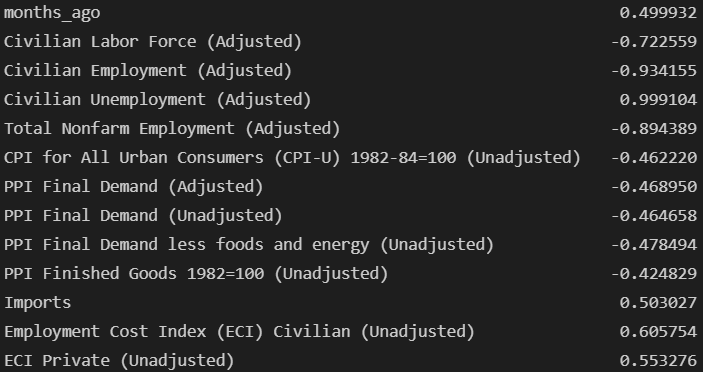 months_ago 0.499932
Civilian Labor Force (Adjusted) -0.722559
Civilian Employment (Adjusted) -0.934155
Civilian Unemployment (Adjusted) 0.999104
Total Nonfarm Employment (Adjusted) -0.894389
CPI for All Urban Consumers (CPI-U) 1982-84=100 (Unadjusted) -0.462220
PPI Final Demand (Adjusted) -0.468950
PPI Final Demand (Unadjusted) -0.464658
PPI Final Demand less foods and energy (Unadjusted) -0.478494
PPI Finished Goods 1982=100 (Unadjusted) -0.424829
Imports 0.503027
Employment Cost Index (ECI) Civilian (Unadjusted) 0.605754
ECI Private (Unadjusted) 0.553276